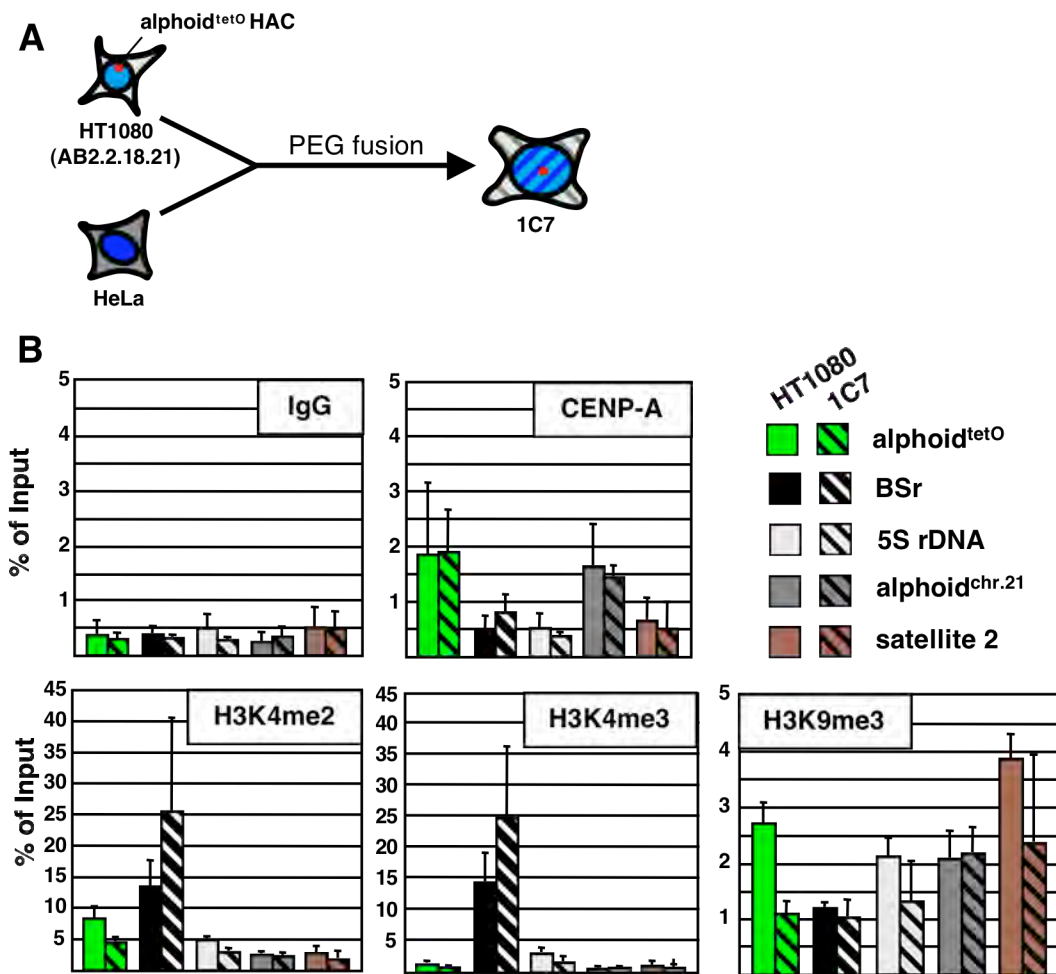 A
alphoidtetO HAC
HT1080
(AB2.2.18.21)
PEG fusion
1C7
HeLa
B
% of Input
5
4
3
2
1
IgG
5
4
3
2
1
CENP-A
HT1080
1C7
alphoidtetO
BSr
5S rDNA
alphoidchr.21
satellite 2
% of Input
45
40
35
30
25
20
15
10
5
H3K4me2
45
40
35
30
25
20
15
10
5
H3K4me3
5
4
3
2
1
H3K9me3